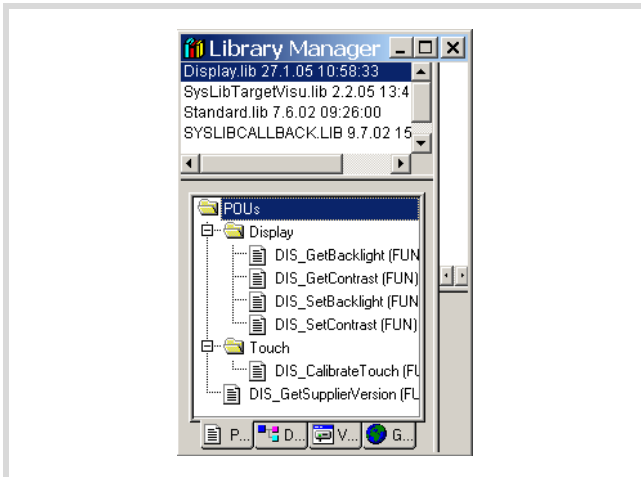 Library Manager
Display.lib 27.1.05 10:58:33
SysLibTargetVisu.lib 2.2.05 13:4
Standard.lib 7.6.02 09:26:00
SYSLIBCALLBACK.LIB 9.7.02 15
POUs
Display
DIS_GetBacklight (FUN
DIS_GetContrast (FUN)
DIS_SetBacklight (FUN
DIS_SetContrast (FUN)
Touch
DIS_CalibrateTouch (FU
DIS_GetSupplierVersion (FU
P... D... V... G...